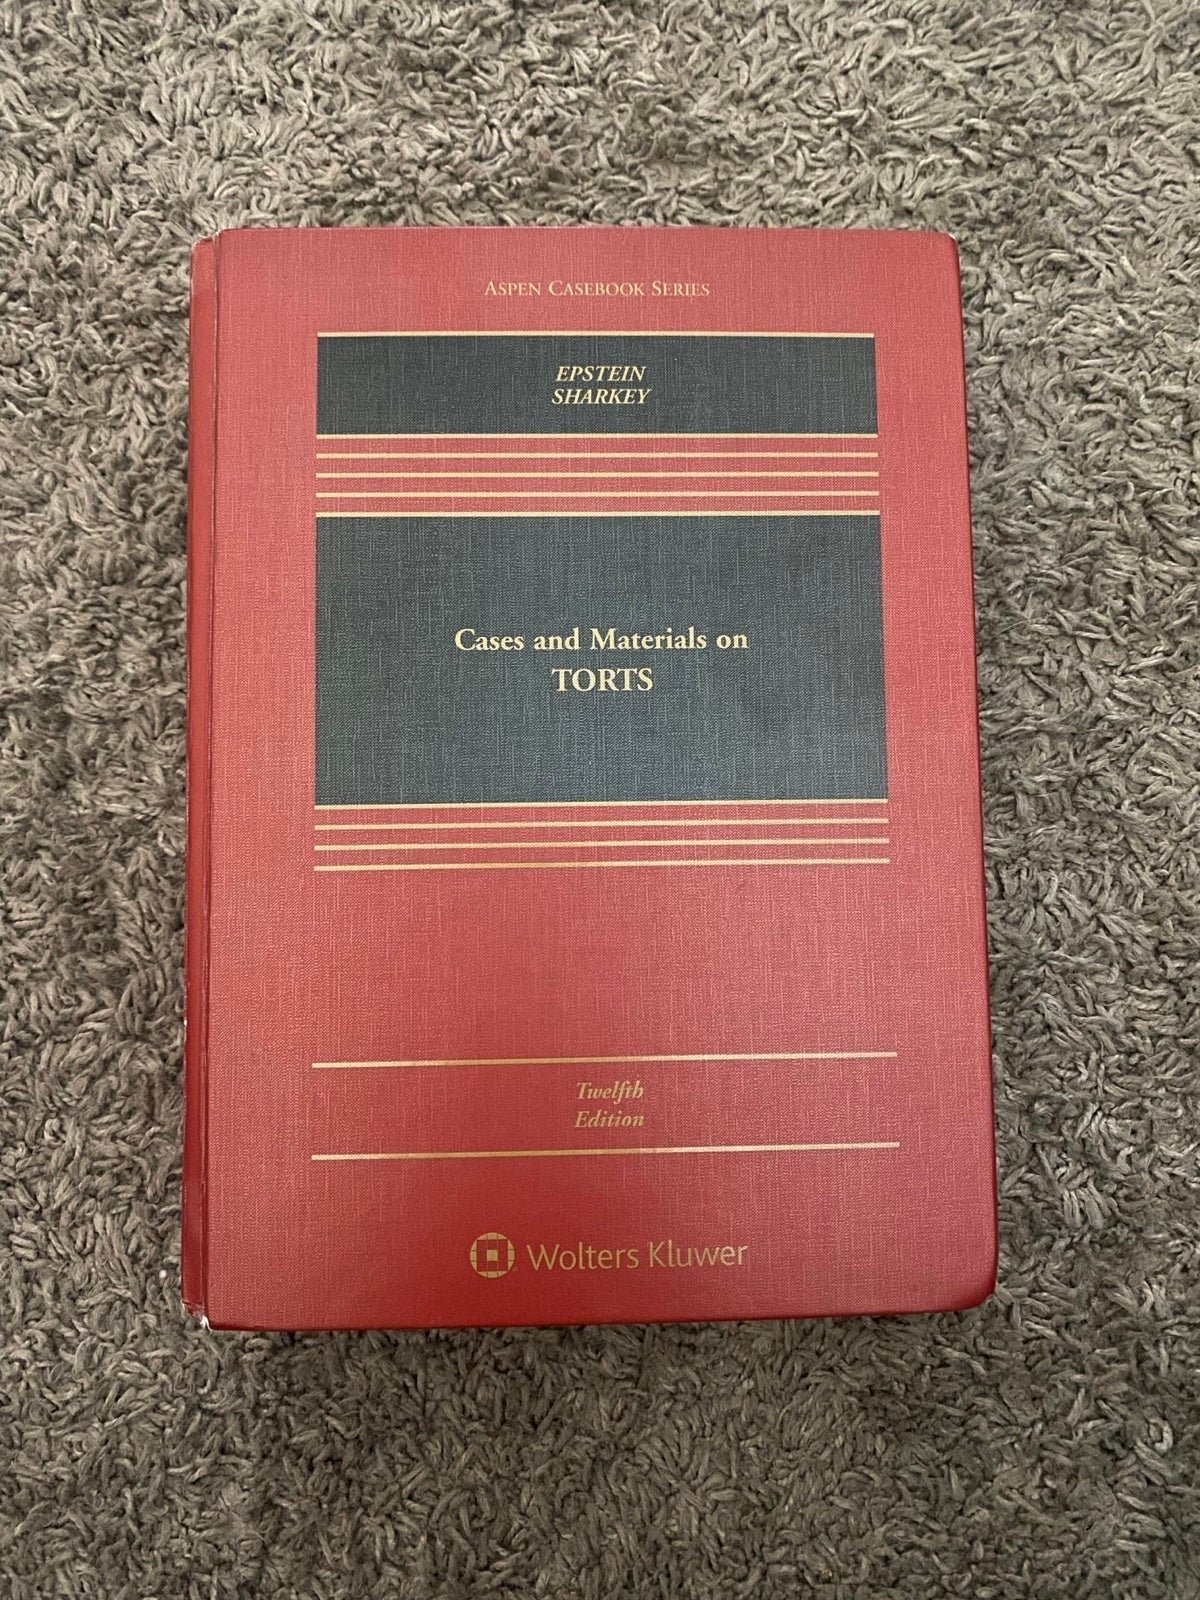 ASPEN CASEBOOK SERIES
EPSTEIN
SHARKEY
Cases and Materials on
TORTS
Twelfth
Edition
Wolters Kluwer